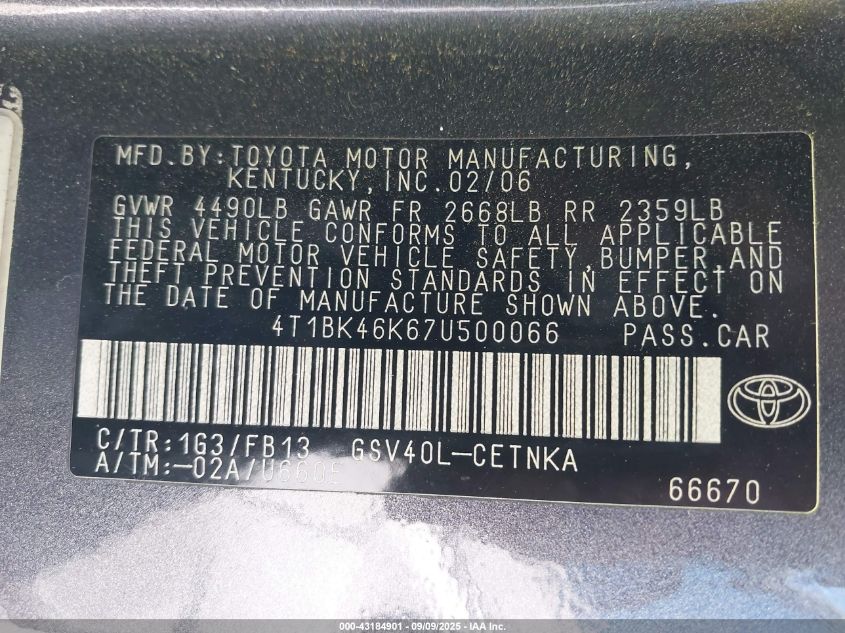 MFD.BY:TOYOTA MOTOR MANUFACTURING,
KENTUCKY,INC.02/06
GVWR 4490LB GAWR FR 2668LB RR 2359LB
THIS VEHICLE CONFORMS TO ALL APPLICABLE
FEDERAL MOTOR VEHICLE SAFETY,BUMPER,AND
THEFT PREVENTION STANDARDS IN EFFECT ON
THE DATE OF MANUFACTURE SHOWN ABOVE.
4T1BK46K67U500066 PASS.CAR
C/TR:1G3/FB13 GSV40L-CETNKA
A/TM:-02A/U660E
66670
000-43184901 - 09/09/2025 - IAA Inc.